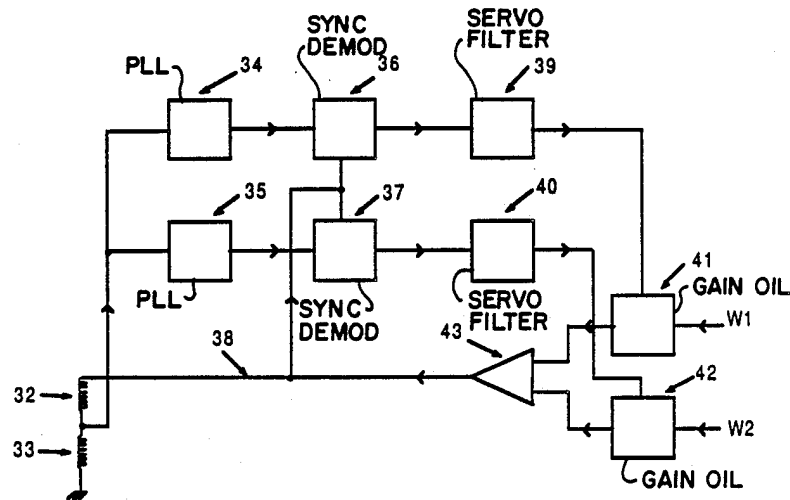 SYNC
DEMOD
SERVO
FILTER
PLL
34
36
39
35
37
40
PLL
SYNC
DEMOD
SERVO
FILTER
41
GAIN OIL
W1
38
43
42
32
33
W2
GAIN OIL